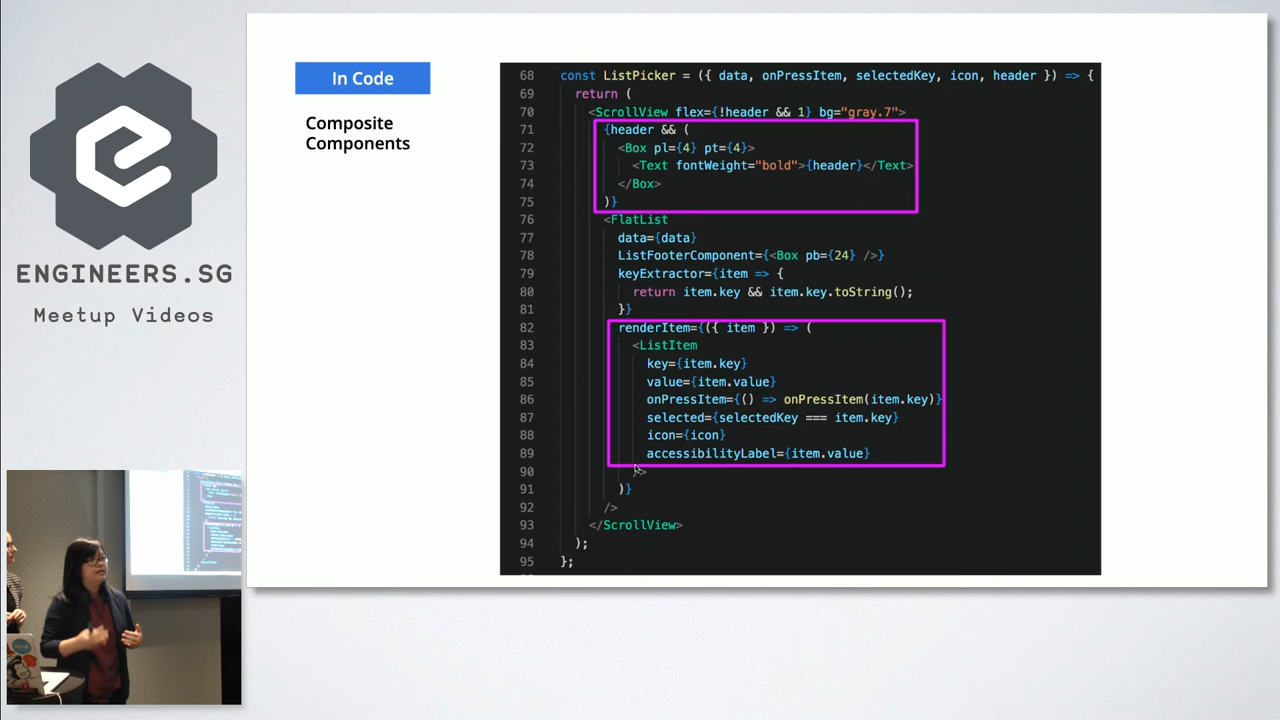 ENGINEERS.SG
Meetup Videos
In Code
Composite
Components
68 const ListPicker = ({ data, onPressItem, selectedKey, icon, header }) => {
69 return (
70 <ScrollView flex={!header && 1} bg="gray.7">
71 {header && (
72 <Box pl={4} pt={4}>
73 <Text fontWeight="bold">{header}</Text>
74 </Box>
75 )}
76 <FlatList
77 data={data}
78 ListFooterComponent={<Box pb={24} />}
79 keyExtractor={item => {
80 return item.key && item.key.toString();
81 }}
82 renderItem={({ item }) => (
83 <ListItem
84 key={item.key}
85 value={item.value}
86 onPressItem={() => onPressItem(item.key)}
87 selected={selectedKey === item.key}
88 icon={icon}
89 accessibilityLabel={item.value}
90 />
91 )}
92 />
93 </ScrollView>
94 );
95 };